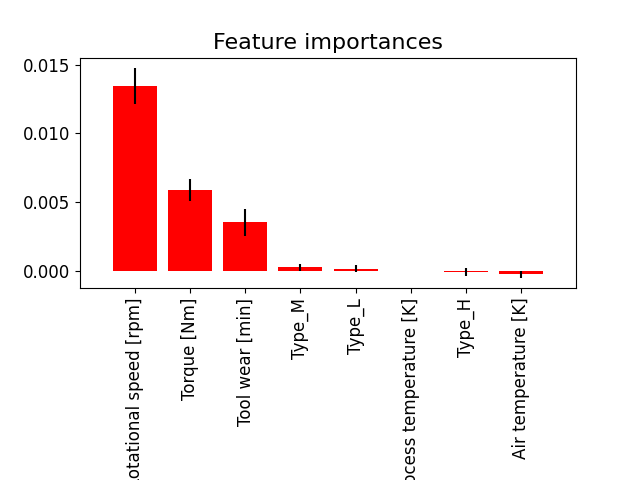 Feature importances
0.015
0.010
0.005
0.000
otational speed [rpm]
Torque [Nm]
Tool wear [min]
Type_M
Type_L
ocess temperature [K]
Type_H
Air temperature [K]